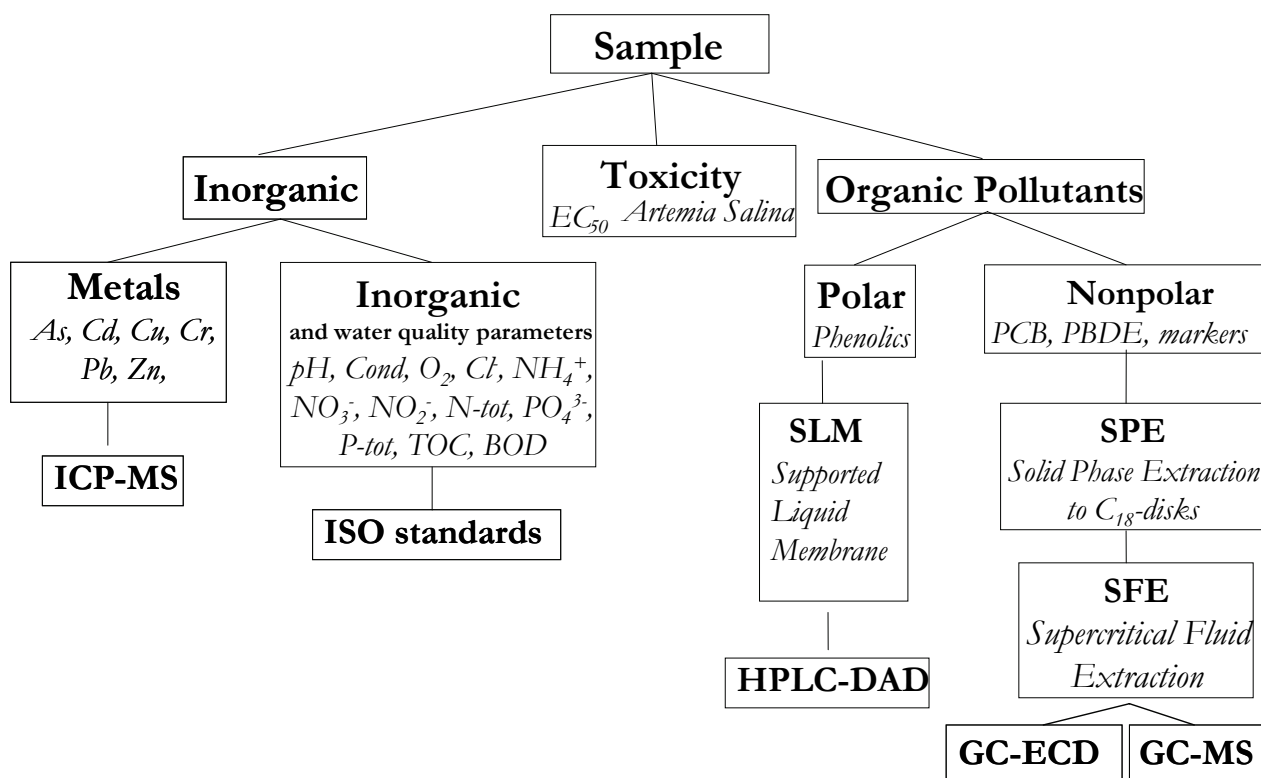 Sample
Inorganic
Toxicity
EC₅₀ Artemia Salina
Organic Pollutants
Metals
As, Cd, Cu, Cr,
Pb, Zn,
ICP-MS
Inorganic
and water quality parameters
pH, Cond, O₂, Cl⁻, NH₄⁺,
NO₃⁻, NO₂⁻, N-tot, PO₄³⁻,
P-tot, TOC, BOD
ISO standards
Polar
Phenolics
SLM
Supported
Liquid
Membrane
HPLC-DAD
Nonpolar
PCB, PBDE, markers
SPE
Solid Phase Extraction
to C₁₈-disks
SFE
Supercritical Fluid
Extraction
GC-ECD
GC-MS